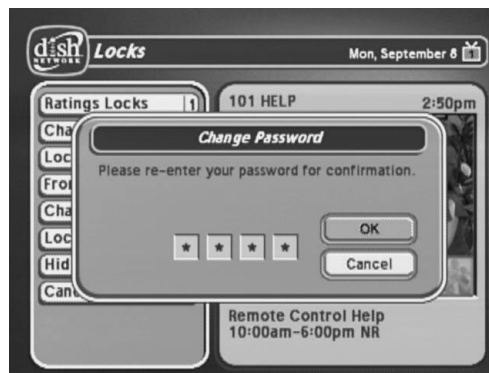 dish
NETWORK
Locks
Mon, September 8
1
Ratings Locks 1
101 HELP 2:50pm
Cha
Loc
Fro
Cha
Loc
Hid
Can
Change Password
Please re-enter your password for confirmation.
* * * *
OK
Cancel
Remote Control Help
10:00am-6:00pm NR